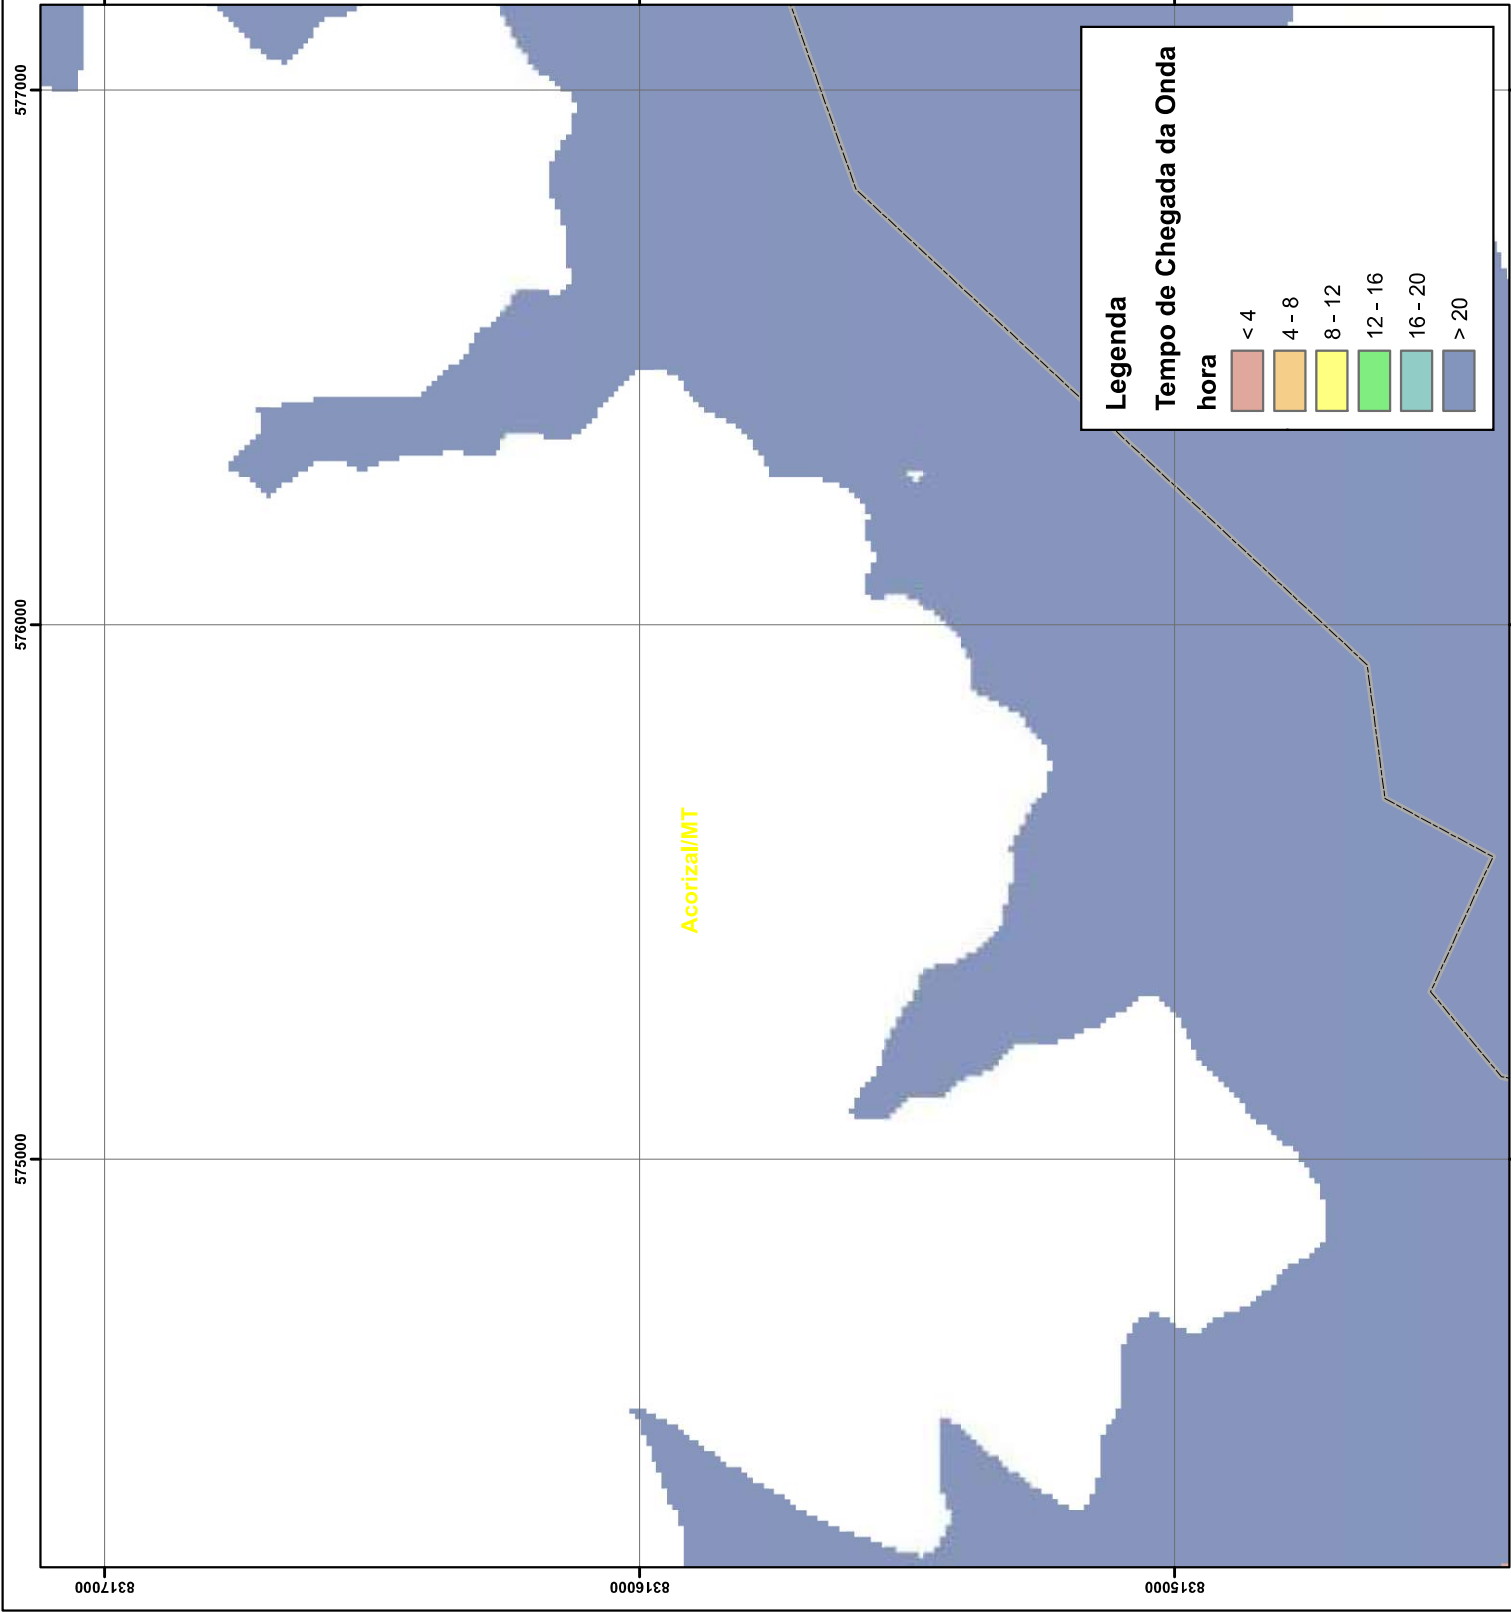 575000
576000
577000
8317000
8316000
8315000
Acorizal/MT
Legenda
Tempo de Chegada da Onda
hora
< 4
4 - 8
8 - 12
12 - 16
16 - 20
> 20